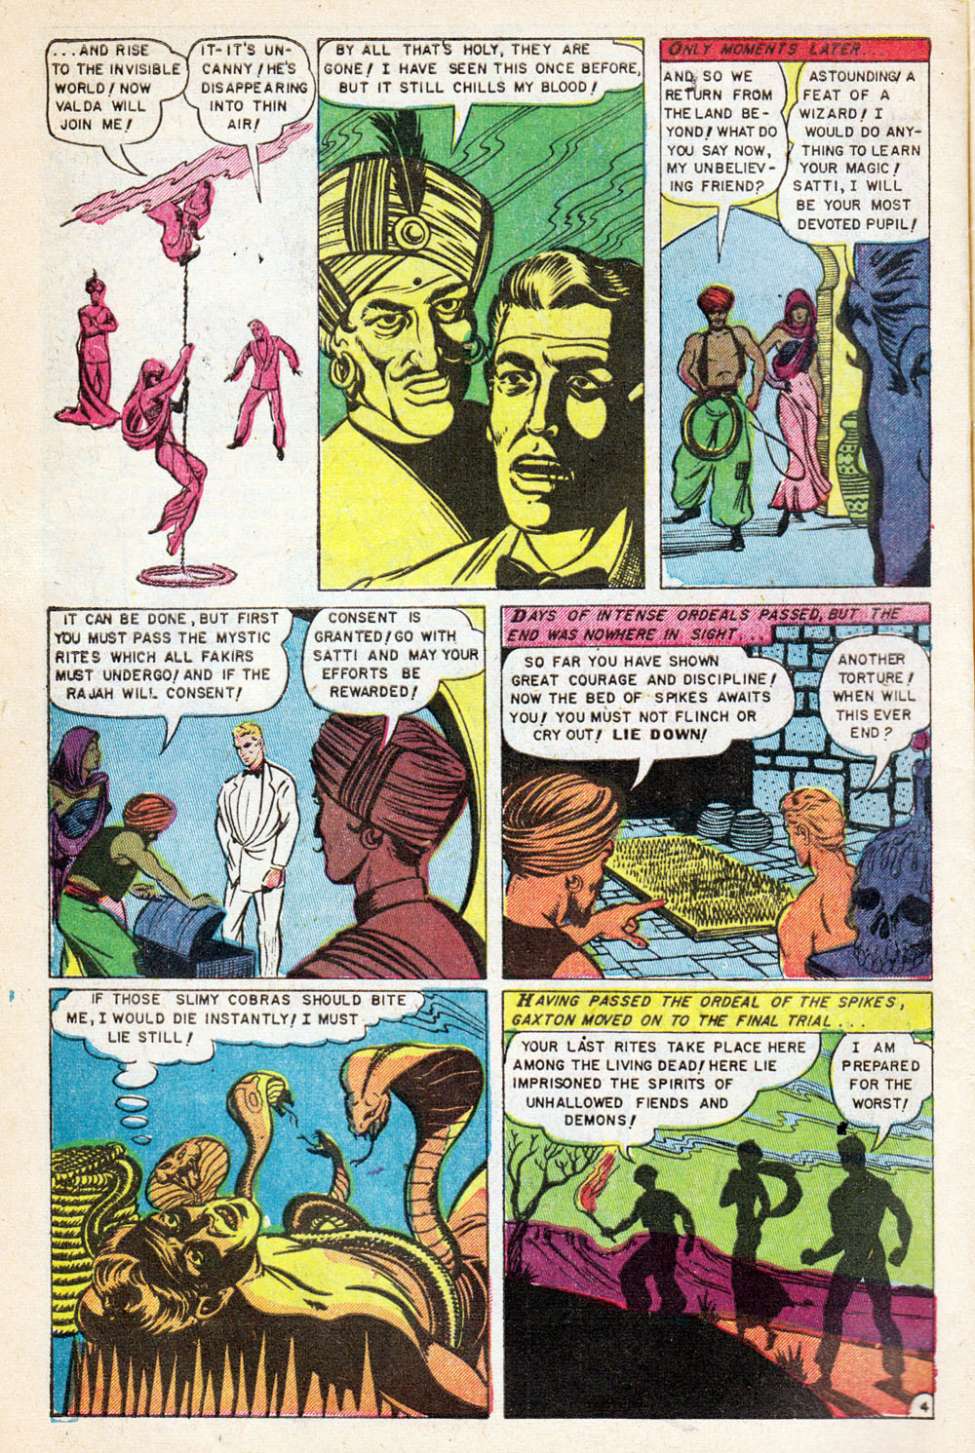 ...AND RISE
TO THE INVISIBLE
WORLD! NOW
VALDA WILL
JOIN ME!
IT-IT'S UN-
CANNY! HE'S
DISAPPEARING
INTO THIN
AIR!
BY ALL THAT'S HOLY, THEY ARE
GONE! I HAVE SEEN THIS ONCE BEFORE,
BUT IT STILL CHILLS MY BLOOD!
ONLY MOMENTS LATER...
AND SO WE
RETURN FROM
THE LAND BE-
YOND! WHAT DO
YOU SAY NOW,
MY UNBELIEV-
ING FRIEND?
ASTOUNDING! A
FEAT OF A
WIZARD! I
WOULD DO ANY-
THING TO LEARN
YOUR MAGIC!
SATTI, I WILL
BE YOUR MOST
DEVOTED PUPIL!
IT CAN BE DONE, BUT FIRST
YOU MUST PASS THE MYSTIC
RITES WHICH ALL FAKIRS
MUST UNDERGO! AND IF THE
RAJAH WILL CONSENT!
CONSENT IS
GRANTED! GO WITH
SATTI AND MAY YOUR
EFFORTS BE
REWARDED!
DAYS OF INTENSE ORDEALS PASSED, BUT THE
END WAS NOWHERE IN SIGHT...
SO FAR YOU HAVE SHOWN
GREAT COURAGE AND DISCIPLINE!
NOW THE BED OF SPIKES AWAITS
YOU! YOU MUST NOT FLINCH OR
CRY OUT! LIE DOWN!
ANOTHER
TORTURE!
WHEN WILL
THIS EVER
END?
IF THOSE SLIMY COBRAS SHOULD BITE
ME, I WOULD DIE INSTANTLY! I MUST
LIE STILL!
HAVING PASSED THE ORDEAL OF THE SPIKES,
GAXTON MOVED ON TO THE FINAL TRIAL...
YOUR LAST RITES TAKE PLACE HERE
AMONG THE LIVING DEAD! HERE LIE
IMPRISONED THE SPIRITS OF
UNHALLOWED FIENDS AND
DEMONS!
I AM
PREPARED
FOR THE
WORST!
4